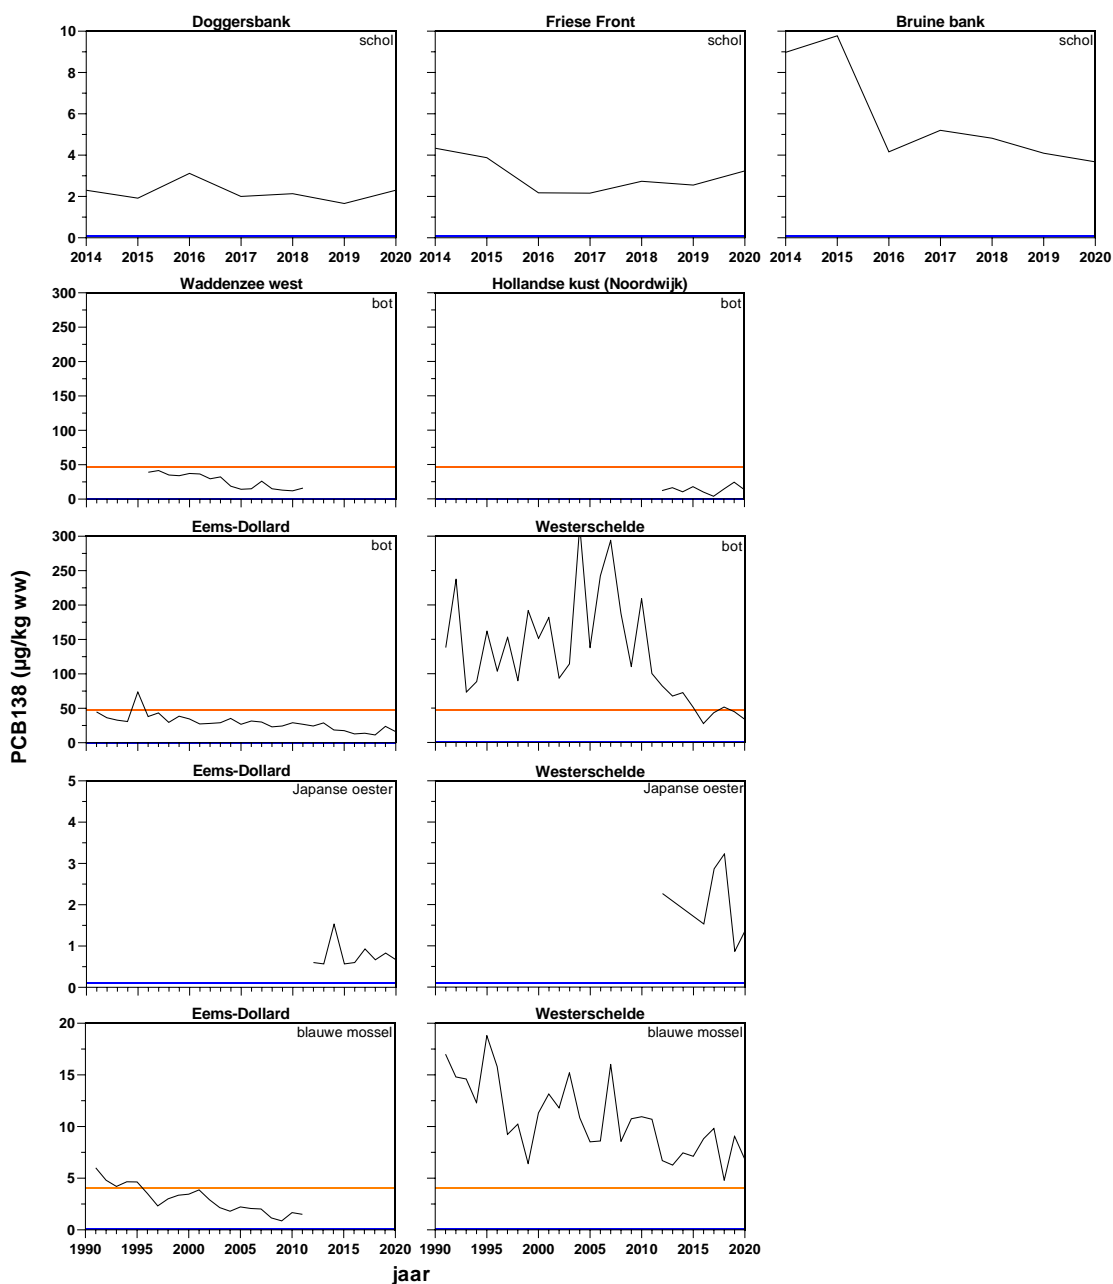 Doggersbank Friese Front Bruine bank
schol schol schol
10
8
6
4
2
0
2014 2015 2016 2017 2018 2019 2020 2014 2015 2016 2017 2018 2019 2020 2014 2015 2016 2017 2018 2019 2020
Waddenzee west Hollandse kust (Noordwijk)
bot bot
300
250
200
150
100
50
0
Eems-Dollard Westerschelde
bot bot
300
250
200
150
100
50
0
PCB138 (µg/kg ww)
Eems-Dollard Westerschelde
Japanse oester Japanse oester
5
4
3
2
1
0
Eems-Dollard Westerschelde
blauwe mossel blauwe mossel
20
15
10
5
0
1990 1995 2000 2005 2010 2015 2020 1990 1995 2000 2005 2010 2015 2020
jaar